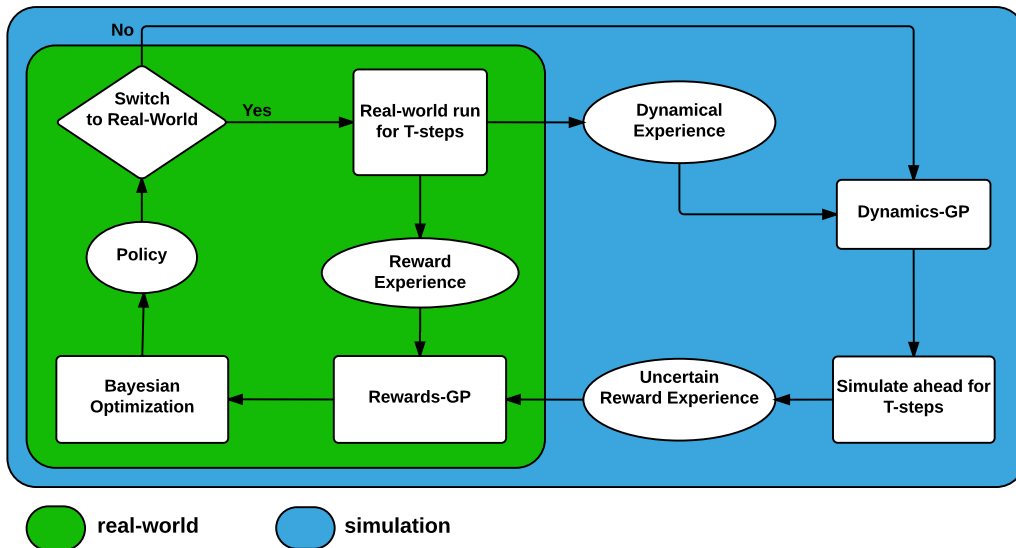 No
Switch
to Real-World
Yes
Real-world run
for T-steps
Dynamical
Experience
Dynamics-GP
Policy
Reward
Experience
Bayesian
Optimization
Rewards-GP
Uncertain
Reward Experience
Simulate ahead for
T-steps
real-world
simulation